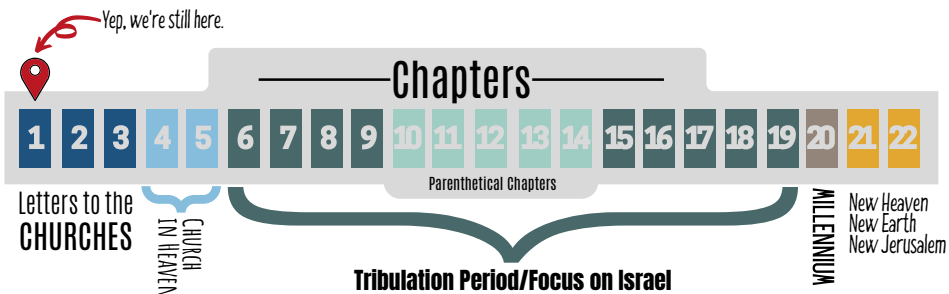 Yep, we're still here.
Chapters
1 2 3 4 5 6 7 8 9 10 11 12 13 14 15 16 17 18 19 20 21 22
Parenthetical Chapters
Letters to the
CHURCHES
CHURCH
IN HEAVEN
Tribulation Period/Focus on Israel
MILLENNIUM
New Heaven
New Earth
New Jerusalem